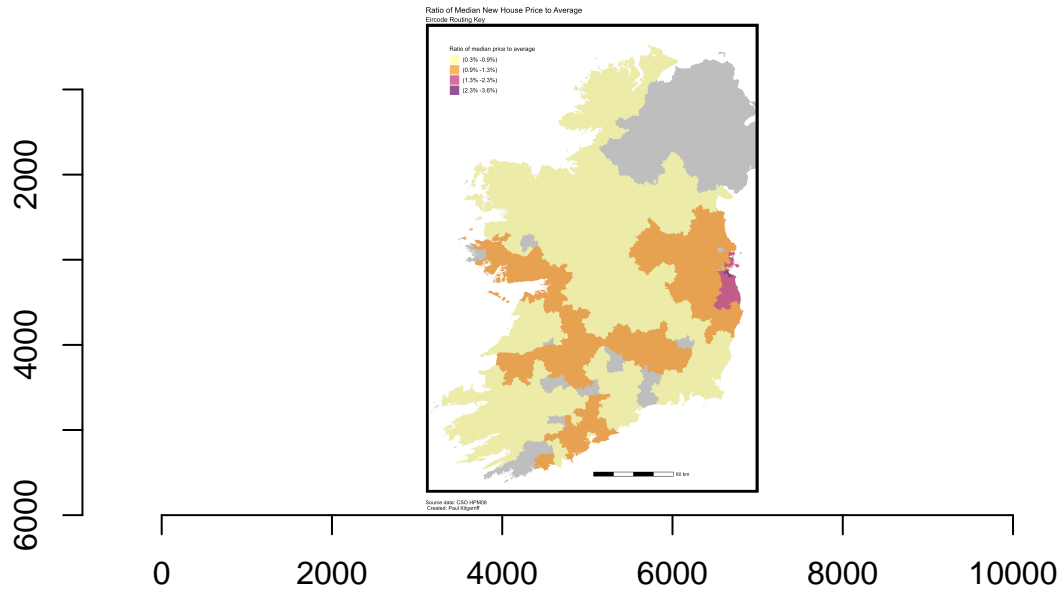 Ratio of Median New House Price to Average
Eircode Routing Key
Ratio of median price to average
(0.3% -0.9%)
(0.9% -1.3%)
(1.3% -2.3%)
(2.3% -3.6%)
2000
4000
6000
80 km
Source data: CSO HPM08
Created: Paul Kilgarriff
0 2000 4000 6000 8000 10000